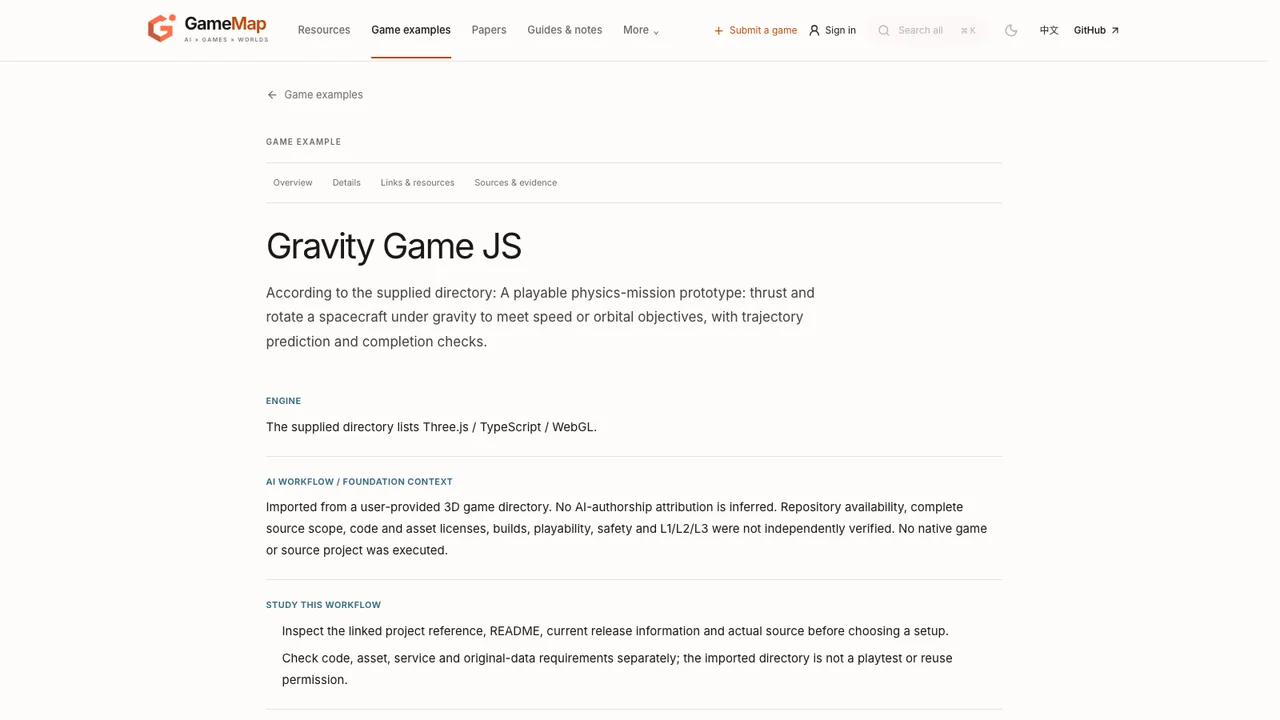 GameMap
AI × GAMES × WORLDS
Resources
Game examples
Papers
Guides & notes
More
+ Submit a game
Sign in
Search all
⌘ K
中文
GitHub ↗
← Game examples
GAME EXAMPLE
Overview
Details
Links & resources
Sources & evidence
Gravity Game JS
According to the supplied directory: A playable physics-mission prototype: thrust and
rotate a spacecraft under gravity to meet speed or orbital objectives, with trajectory
prediction and completion checks.
ENGINE
The supplied directory lists Three.js / TypeScript / WebGL.
AI WORKFLOW / FOUNDATION CONTEXT
Imported from a user-provided 3D game directory. No AI-authorship attribution is inferred. Repository availability, complete
source scope, code and asset licenses, builds, playability, safety and L1/L2/L3 were not independently verified. No native game
or source project was executed.
STUDY THIS WORKFLOW
Inspect the linked project reference, README, current release information and actual source before choosing a setup.
Check code, asset, service and original-data requirements separately; the imported directory is not a playtest or reuse
permission.